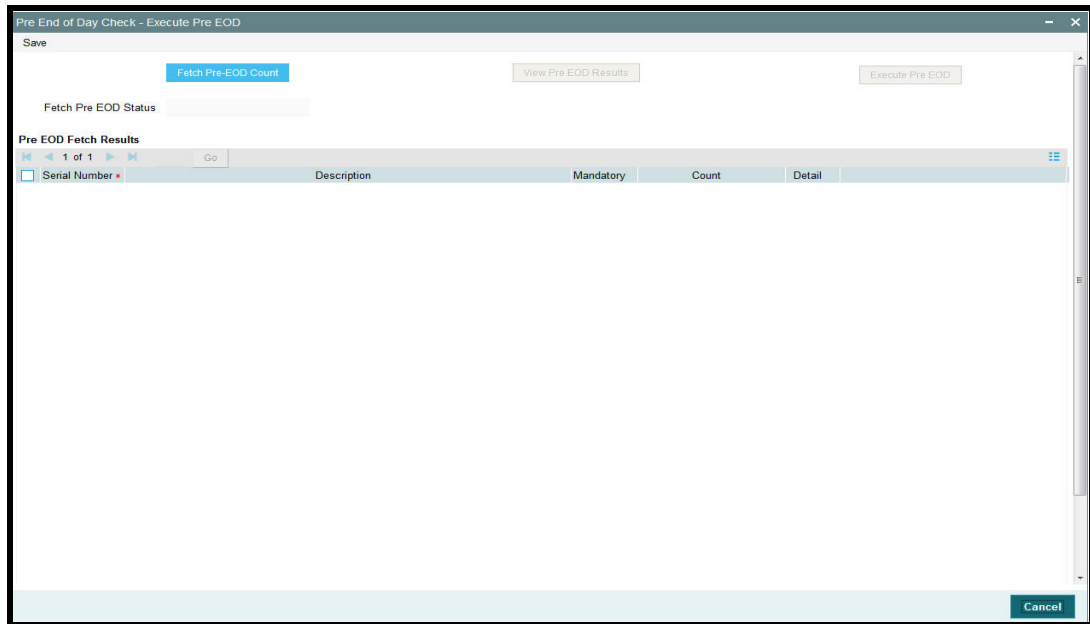 Pre End of Day Check - Execute Pre EOD
Save
Fetch Pre-EOD Count View Pre EOD Results Execute Pre EOD
Fetch Pre EOD Status
Pre EOD Fetch Results
1 of 1 Go
Serial Number * Description Mandatory Count Detail
Cancel